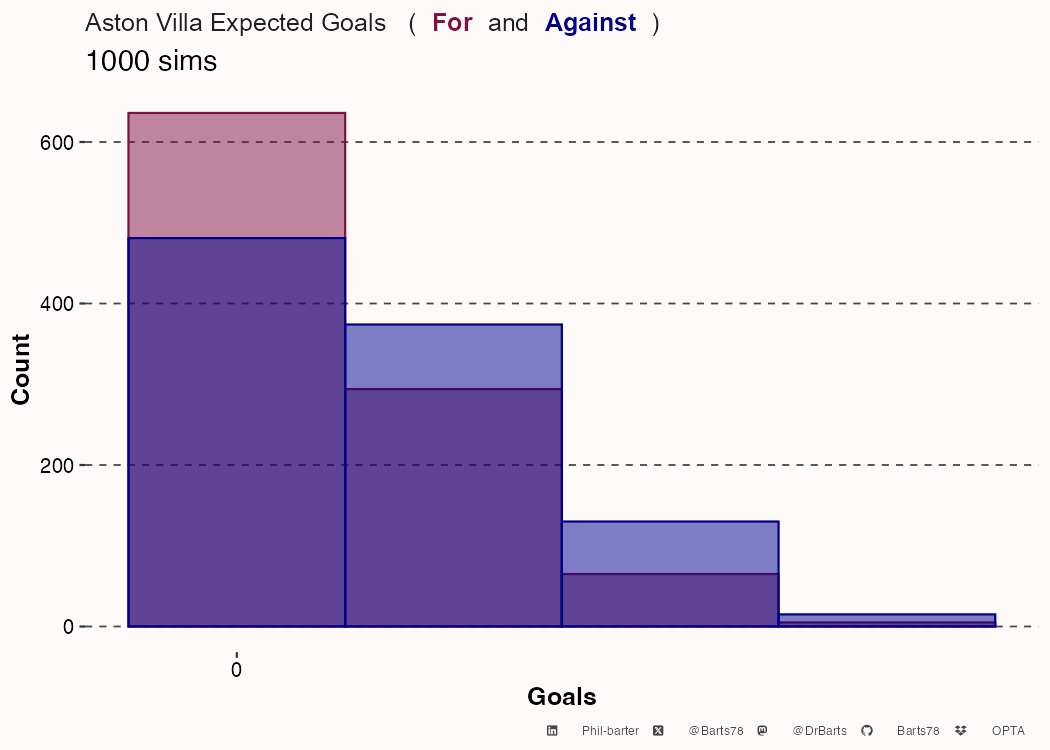 Aston Villa Expected Goals ( For and Against )
1000 sims
600
400
200
0
Count
0
Goals
Phil-barter @Barts78 @DrBarts Barts78 OPTA